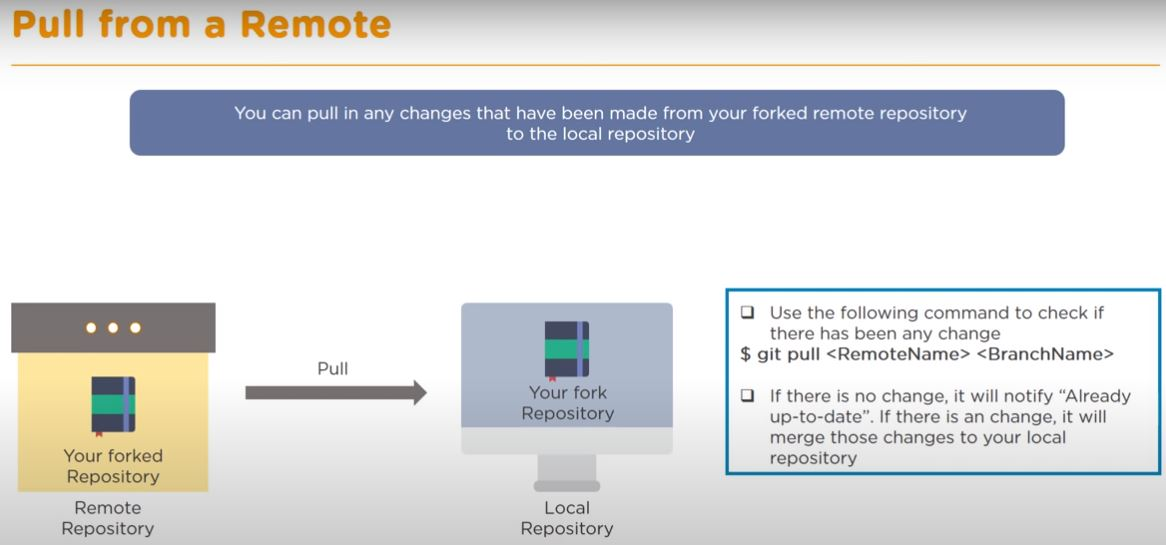 Pull from a Remote
You can pull in any changes that have been made from your forked remote repository
to the local repository
Your forked
Repository
Remote
Repository
Pull
Your fork
Repository
Local
Repository
❑ Use the following command to check if
there has been any change
$ git pull <RemoteName> <BranchName>
❑ If there is no change, it will notify “Already
up-to-date”. If there is an change, it will
merge those changes to your local
repository